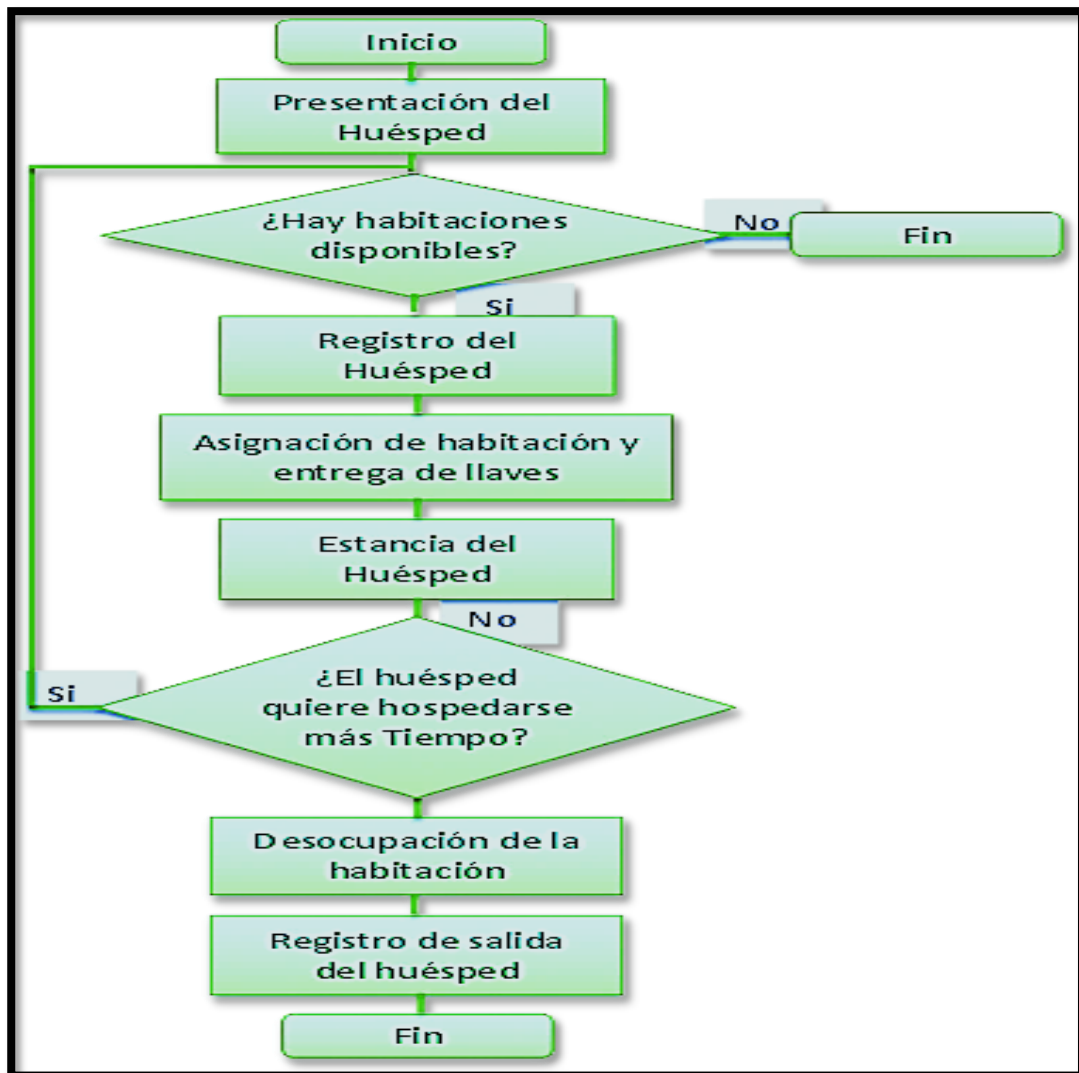 Inicio
Presentación del
Huésped
¿Hay habitaciones
disponibles?
No
Fin
Si
Registro del
Huésped
Asignación de habitación y
entrega de llaves
Estancia del
Huésped
No
¿El huésped
quiere hospedarse
más Tiempo?
Si
Desocupación de la
habitación
Registro de salida
del huésped
Fin